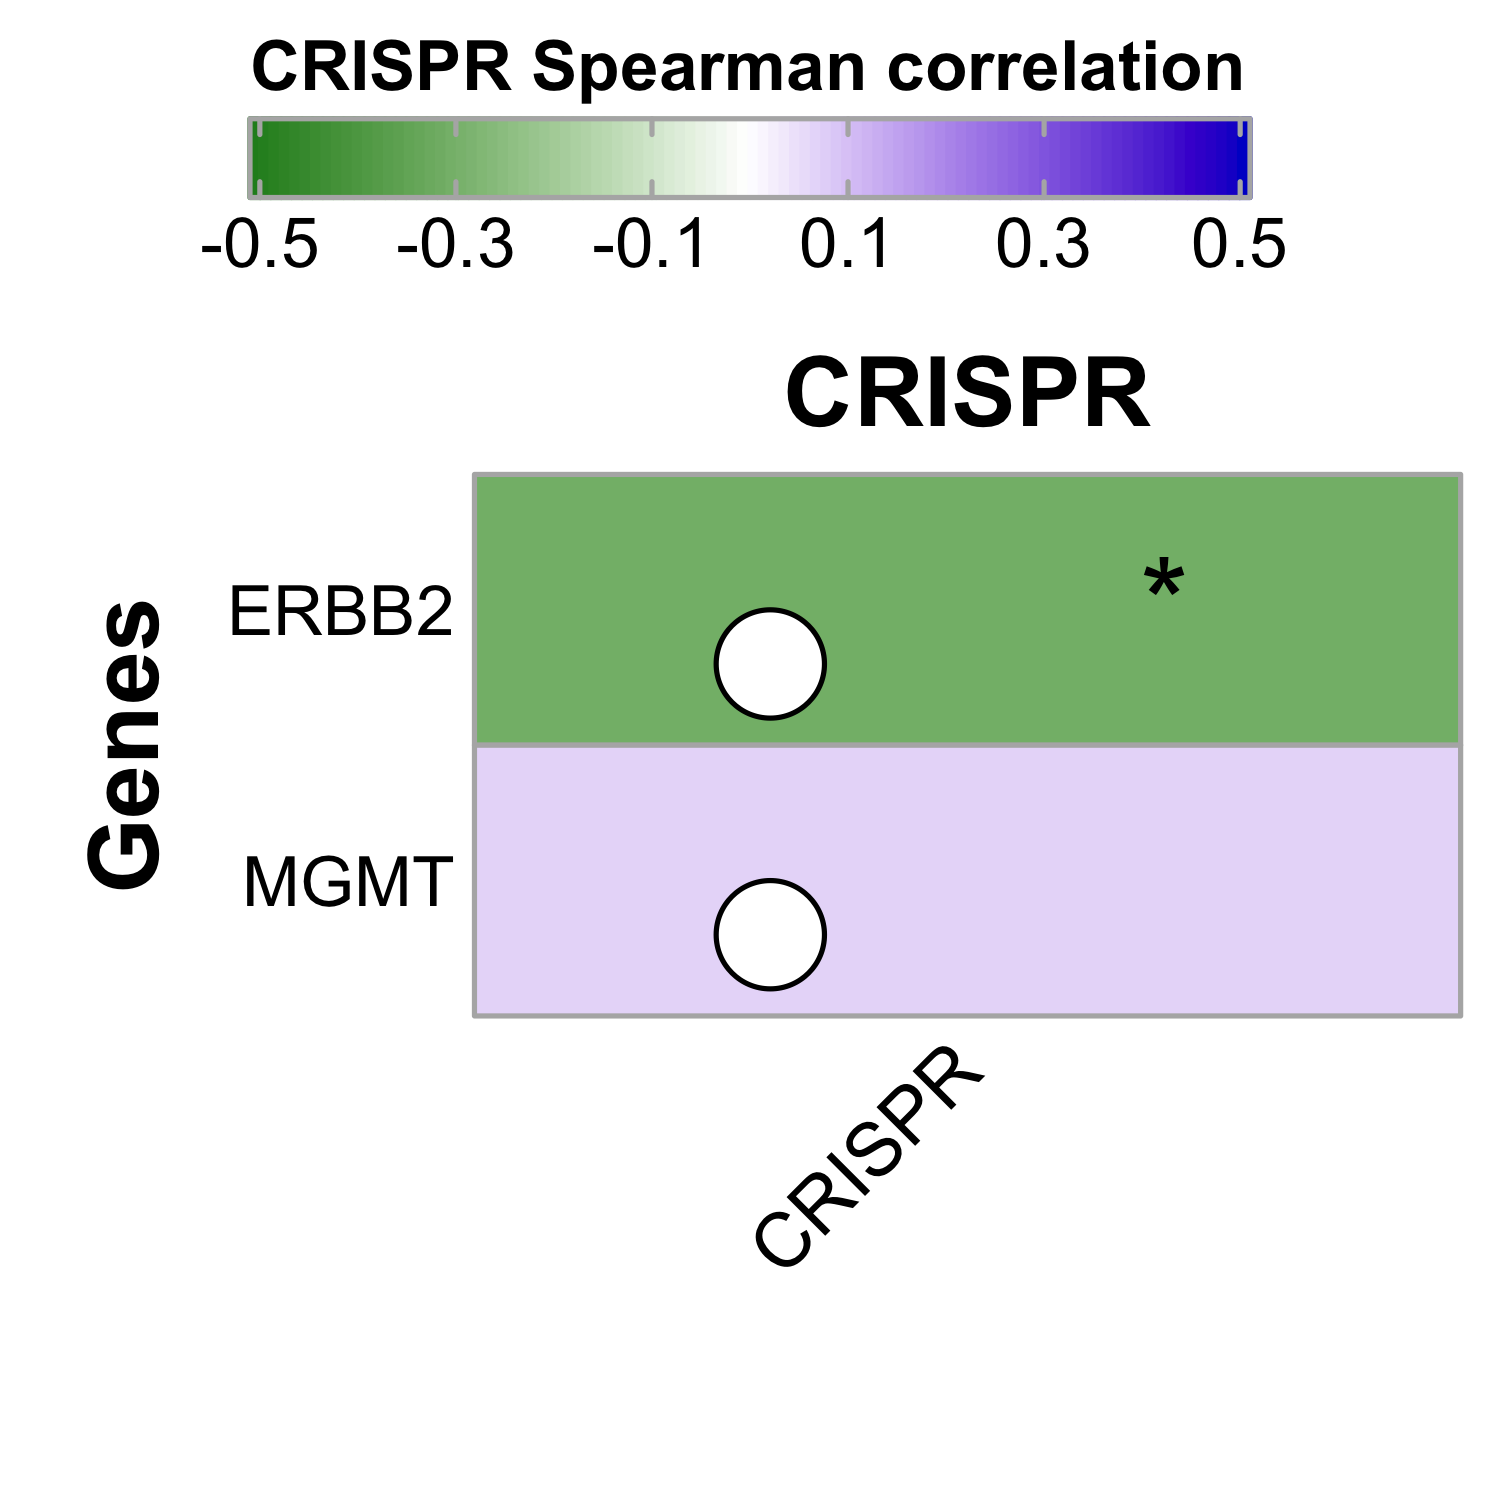 CRISPR Spearman correlation
-0.5 -0.3 -0.1 0.1 0.3 0.5
CRISPR
Genes
ERBB2
*
MGMT
CRISPR